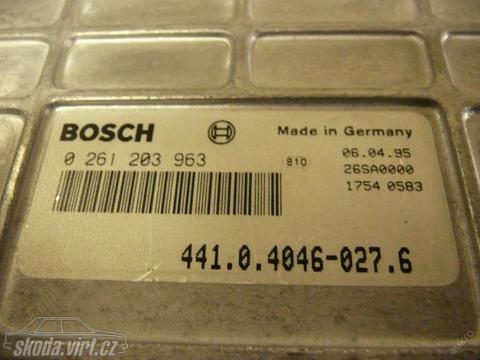 BOSCH
Made in Germany
0 261 203 963
810
06.04.95
26SA0000
1754 0583
441.0.4046-027.6
skoda.virt.cz